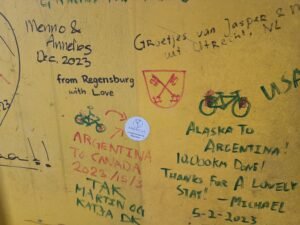 Menno &
Annelies
Dec. 2023
from Regensburg
with Love
Groetjes van Jasper &
uit Utrecht, NL
USA
ARGENTINA
TO CANADA
2023/15/3
TAK
MARTIN OG
KATJA DK
ALASKA TO
ARGENTINA!
10,000KM DONE!
THANKS FOR A LOVELY
STAY! – MICHAEL
5-2-2023